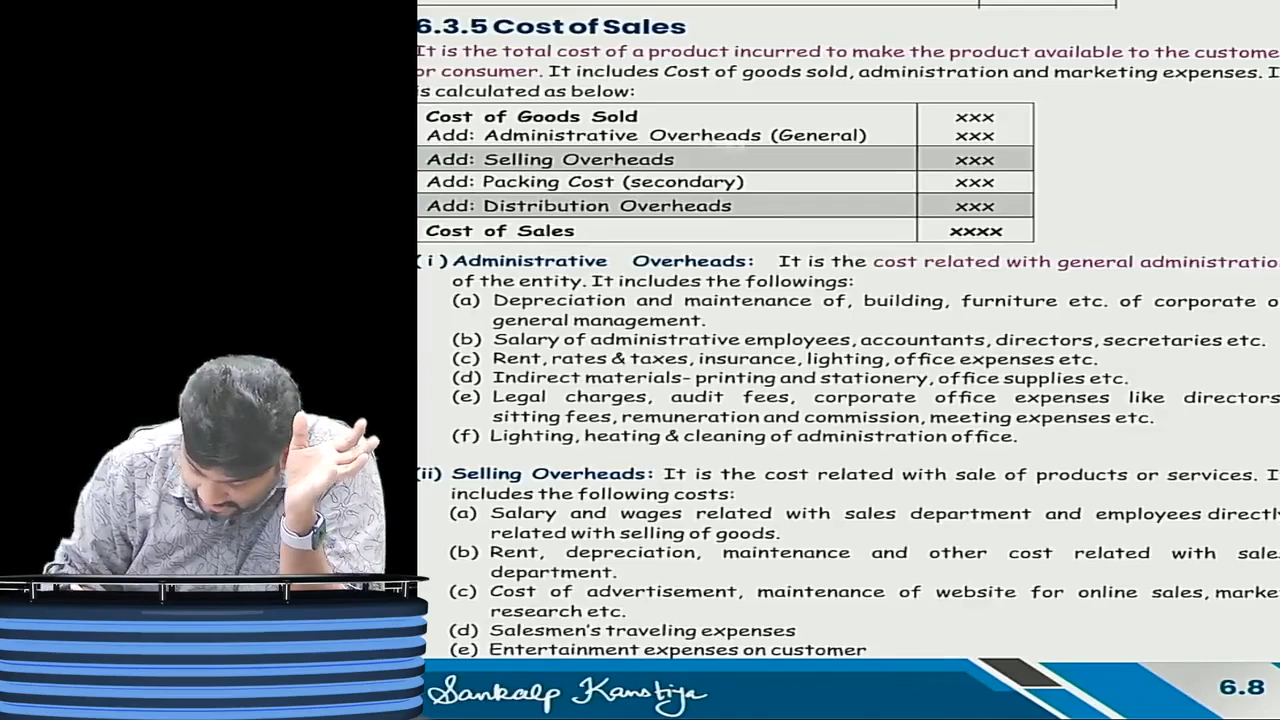 6.3.5 Cost of Sales
It is the total cost of a product incurred to make the product available to the custome
or consumer. It includes Cost of goods sold, administration and marketing expenses. I
is calculated as below:
Cost of Goods Sold xxx
Add: Administrative Overheads (General) xxx
Add: Selling Overheads xxx
Add: Packing Cost (secondary) xxx
Add: Distribution Overheads xxx
Cost of Sales xxxx
(i) Administrative Overheads: It is the cost related with general administratio
of the entity. It includes the followings:
(a) Depreciation and maintenance of, building, furniture etc. of corporate o
general management.
(b) Salary of administrative employees, accountants, directors, secretaries etc.
(c) Rent, rates & taxes, insurance, lighting, office expenses etc.
(d) Indirect materials- printing and stationery, office supplies etc.
(e) Legal charges, audit fees, corporate office expenses like directors
sitting fees, remuneration and commission, meeting expenses etc.
(f) Lighting, heating & cleaning of administration office.
(ii) Selling Overheads: It is the cost related with sale of products or services. I
includes the following costs:
(a) Salary and wages related with sales department and employees directl
related with selling of goods.
(b) Rent, depreciation, maintenance and other cost related with sale
department.
(c) Cost of advertisement, maintenance of website for online sales, marke
research etc.
(d) Salesmen's traveling expenses
(e) Entertainment expenses on customer
Sankalp Kanstiya 6.8